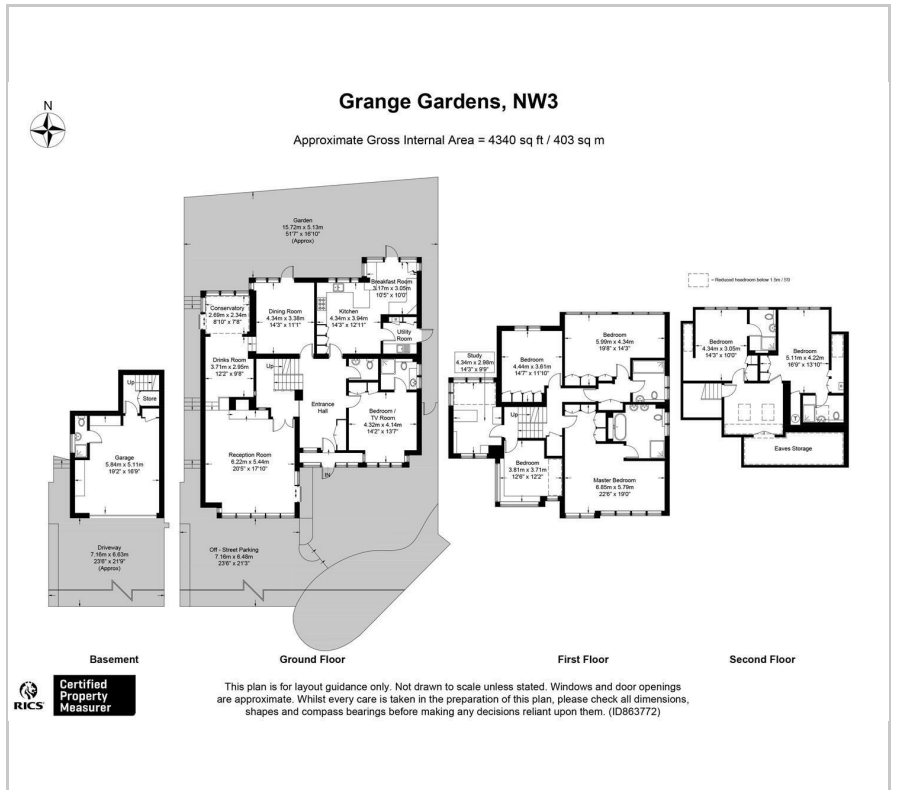 Grange Gardens, NW3
N
Approximate Gross Internal Area = 4340 sq ft / 403 sq m
Garden
15.72m x 5.13m
51'7" x 16'10"
(Approx)
Conservatory
2.69m x 2.34m
8'10" x 7'8"
Dining Room
4.34m x 3.38m
14'3" x 11'1"
Kitchen
4.34m x 3.94m
14'3" x 12'11"
Breakfast Room
3.17m x 3.05m
10'5" x 10'0"
Utility
Room
Drinks Room
3.71m x 2.95m
12'2" x 9'8"
Up
Entrance
Hall
Bedroom /
TV Room
4.32m x 4.14m
14'2" x 13'7"
Reception Room
6.22m x 5.44m
20'5" x 17'10"
IN
Off - Street Parking
7.16m x 6.48m
23'6" x 21'3"
Up
Store
Garage
5.84m x 5.11m
19'2" x 16'9"
Driveway
7.16m x 6.63m
23'6" x 21'9"
(Approx)
Study
4.34m x 2.98m
14'3" x 9'9"
Bedroom
4.44m x 3.61m
14'7" x 11'10"
Bedroom
5.99m x 4.34m
19'8" x 14'3"
Up
Bedroom
3.81m x 3.71m
12'6" x 12'2"
Master Bedroom
6.85m x 5.79m
22'6" x 19'0"
= Reduced headroom below 1.5m / 5'0
Bedroom
4.34m x 3.05m
14'3" x 10'0"
Bedroom
5.11m x 4.22m
16'9" x 13'10"
T
Eaves Storage
Basement
Ground Floor
First Floor
Second Floor
RICS
Certified
Property
Measurer
This plan is for layout guidance only. Not drawn to scale unless stated. Windows and door openings
are approximate. Whilst every care is taken in the preparation of this plan, please check all dimensions,
shapes and compass bearings before making any decisions reliant upon them. (ID863772)